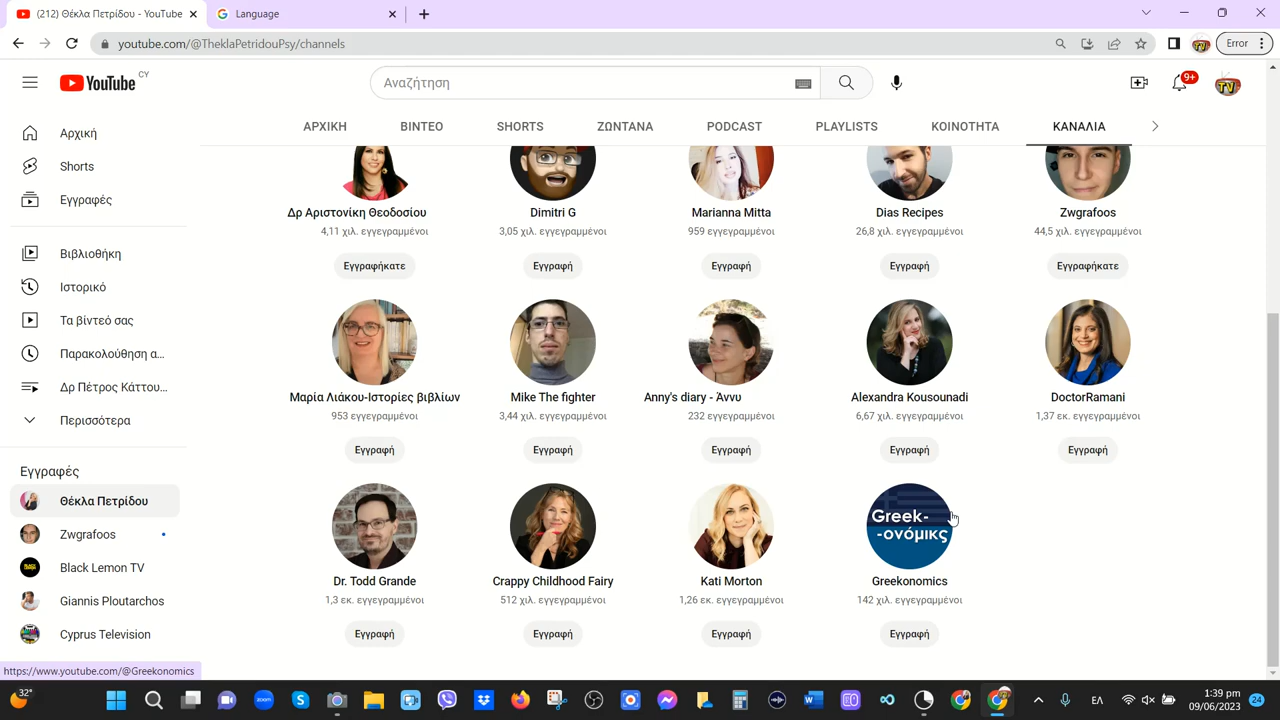 (212) Θέκλα Πετρίδου - YouTube
Language
youtube.com/@TheklaPetridouPsy/channels
Error
YouTube CY
Αναζήτηση
9+
TV
ΑΡΧΙΚΗ
ΒΙΝΤΕΟ
SHORTS
ΖΩΝΤΑΝΑ
PODCAST
PLAYLISTS
ΚΟΙΝΟΤΗΤΑ
ΚΑΝΑΛΙΑ
Αρχική
Shorts
Εγγραφές
Βιβλιοθήκη
Ιστορικό
Τα βίντεό σας
Παρακολούθηση α...
Δρ Πέτρος Κάττου...
Περισσότερα
Εγγραφές
Θέκλα Πετρίδου
Zwgrafoos
Black Lemon TV
Giannis Ploutarchos
Cyprus Television
Δρ Αριστονίκη Θεοδοσίου
Dimitri G
Marianna Mitta
Dias Recipes
Zwgrafoos
4,11 χιλ. εγγεγραμμένοι
3,05 χιλ. εγγεγραμμένοι
959 εγγεγραμμένοι
26,8 χιλ. εγγεγραμμένοι
44,5 χιλ. εγγεγραμμένοι
Εγγραφήκατε
Εγγραφή
Εγγραφή
Εγγραφή
Εγγραφήκατε
Μαρία Λιάκου-Ιστορίες βιβλίων
Mike The fighter
Anny's diary - Άννυ
Alexandra Kousounadi
DoctorRamani
953 εγγεγραμμένοι
3,44 χιλ. εγγεγραμμένοι
232 εγγεγραμμένοι
6,67 χιλ. εγγεγραμμένοι
1,37 εκ. εγγεγραμμένοι
Εγγραφή
Εγγραφή
Εγγραφή
Εγγραφή
Εγγραφή
Greek-
-ονόμικς
Dr. Todd Grande
Crappy Childhood Fairy
Kati Morton
Greekonomics
1,3 εκ. εγγεγραμμένοι
512 χιλ. εγγεγραμμένοι
1,26 εκ. εγγεγραμμένοι
142 χιλ. εγγεγραμμένοι
Εγγραφή
Εγγραφή
Εγγραφή
Εγγραφή
https://www.youtube.com/@Greekonomics
32°
zoom
ΕΛ
1:39 pm
09/06/2023
24